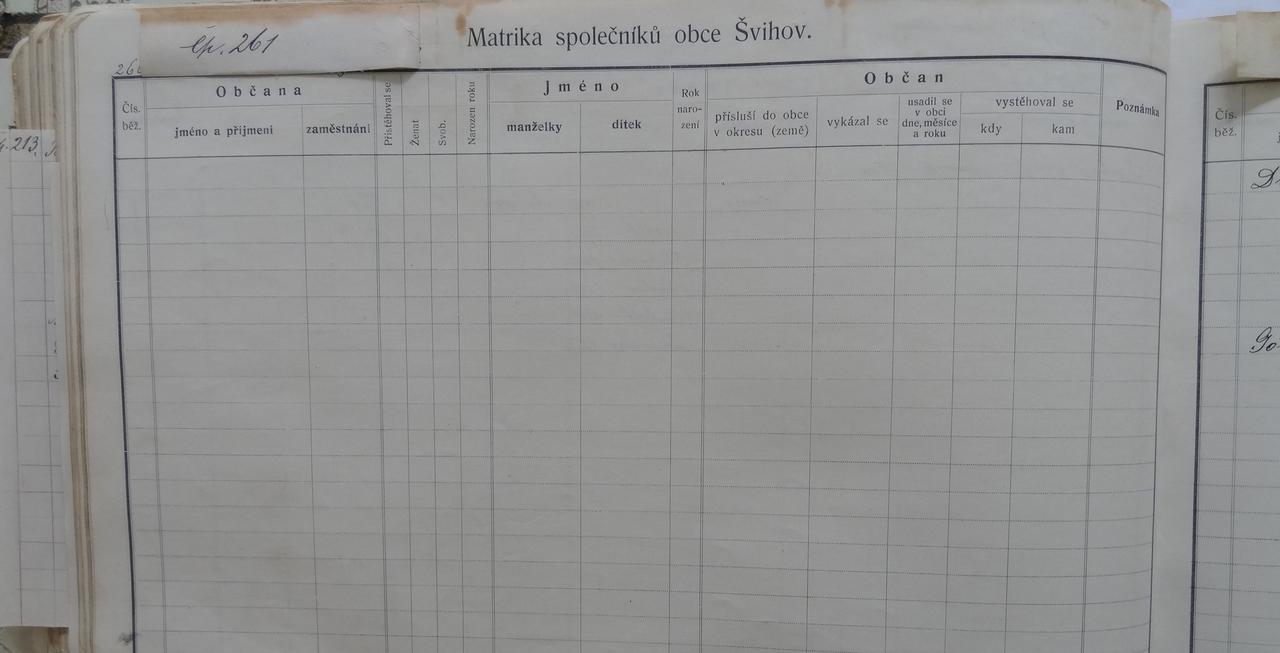 čp. 261
Matrika společníků obce Švihov.
Čís. běž.
Občana
jméno a přijmení
zaměstnání
Přistěhoval se
Ženat
Svob.
Narozen roku
Jméno
manželky
dítek
Rok naro- zení
Občan
přísluší do obce v okresu (země)
vykázal se
usadil se v obci dne, měsíce a roku
vystěhoval se
kdy
kam
Poznámka
Čís. běž.
213.